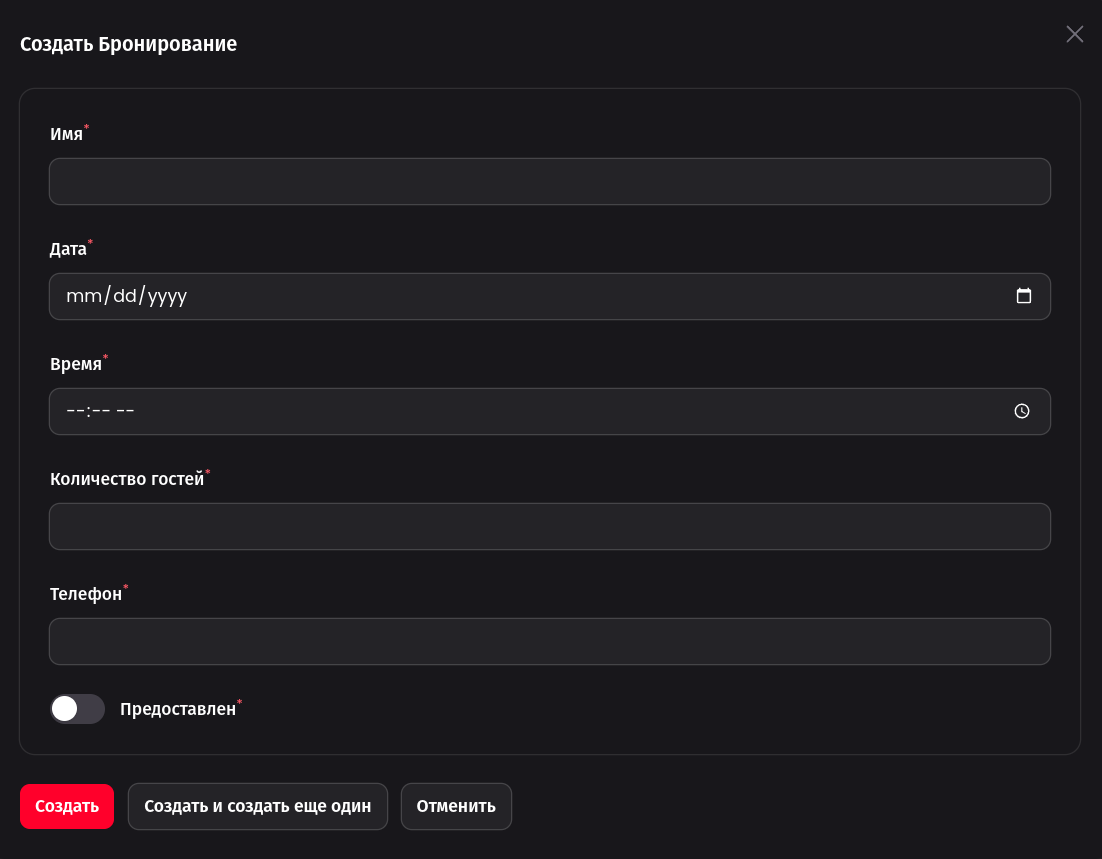 Создать Бронирование
Имя*
Дата*
mm/dd/yyyy
Время*
--:-- --
Количество гостей*
Телефон*
Предоставлен*
Создать
Создать и создать еще один
Отменить